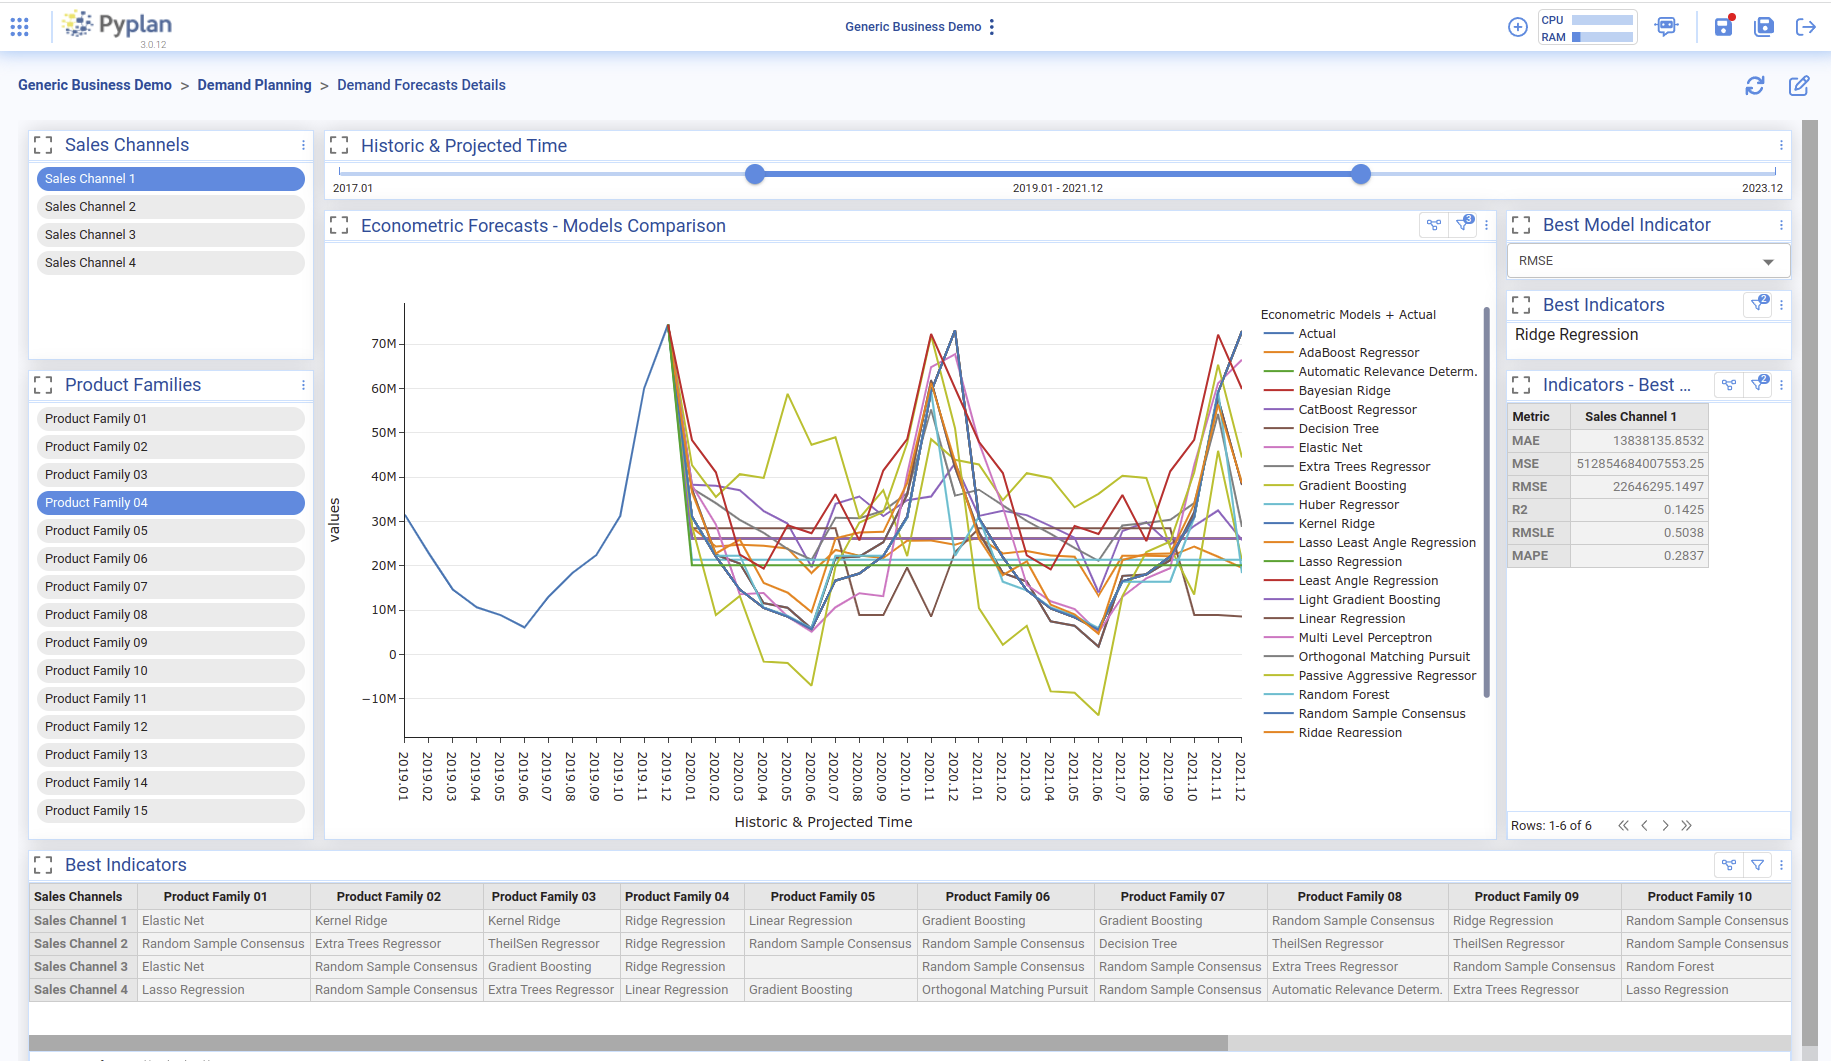 Pyplan
3.0.12
Generic Business Demo
CPU
RAM
Generic Business Demo > Demand Planning > Demand Forecasts Details
Sales Channels
Sales Channel 1
Sales Channel 2
Sales Channel 3
Sales Channel 4
Product Families
Product Family 01
Product Family 02
Product Family 03
Product Family 04
Product Family 05
Product Family 06
Product Family 07
Product Family 08
Product Family 09
Product Family 10
Product Family 11
Product Family 12
Product Family 13
Product Family 14
Product Family 15
Historic & Projected Time
2017.01
2019.01 - 2021.12
2023.12
Econometric Forecasts - Models Comparison
3
values
70M
60M
50M
40M
30M
20M
10M
0
−10M
2019.01
2019.02
2019.03
2019.04
2019.05
2019.06
2019.07
2019.08
2019.09
2019.10
2019.11
2019.12
2020.01
2020.02
2020.03
2020.04
2020.05
2020.06
2020.07
2020.08
2020.09
2020.10
2020.11
2020.12
2021.01
2021.02
2021.03
2021.04
2021.05
2021.06
2021.07
2021.08
2021.09
2021.10
2021.11
2021.12
Historic & Projected Time
Econometric Models + Actual
Actual
AdaBoost Regressor
Automatic Relevance Determ.
Bayesian Ridge
CatBoost Regressor
Decision Tree
Elastic Net
Extra Trees Regressor
Gradient Boosting
Huber Regressor
Kernel Ridge
Lasso Least Angle Regression
Lasso Regression
Least Angle Regression
Light Gradient Boosting
Linear Regression
Multi Level Perceptron
Orthogonal Matching Pursuit
Passive Aggressive Regressor
Random Forest
Random Sample Consensus
Ridge Regression
Best Model Indicator
RMSE
Best Indicators
2
Ridge Regression
Indicators - Best ...
2
Metric Sales Channel 1
MAE 13838135.8532
MSE 512854684007553.25
RMSE 22646295.1497
R2 0.1425
RMSLE 0.5038
MAPE 0.2837
Rows: 1-6 of 6
Best Indicators
Sales Channels Product Family 01 Product Family 02 Product Family 03 Product Family 04 Product Family 05 Product Family 06 Product Family 07 Product Family 08 Product Family 09 Product Family 10
Sales Channel 1 Elastic Net Kernel Ridge Kernel Ridge Ridge Regression Linear Regression Gradient Boosting Gradient Boosting Random Sample Consensus Ridge Regression Random Sample Consensus
Sales Channel 2 Random Sample Consensus Extra Trees Regressor TheilSen Regressor Ridge Regression Random Sample Consensus Random Sample Consensus Decision Tree TheilSen Regressor TheilSen Regressor Random Sample Consensus
Sales Channel 3 Elastic Net Random Sample Consensus Gradient Boosting Ridge Regression Random Sample Consensus Random Sample Consensus Extra Trees Regressor Random Sample Consensus Random Forest
Sales Channel 4 Lasso Regression Random Sample Consensus Extra Trees Regressor Linear Regression Gradient Boosting Orthogonal Matching Pursuit Random Sample Consensus Automatic Relevance Determ. Extra Trees Regressor Lasso Regression